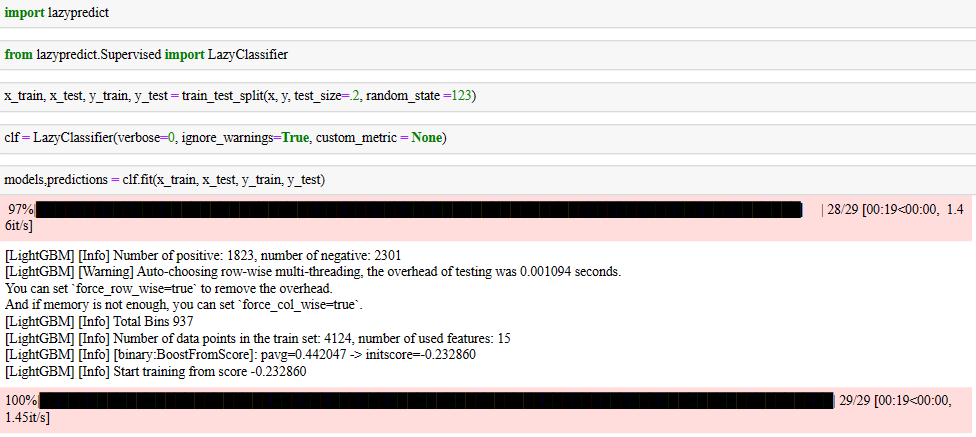 import lazypredict
from lazypredict.Supervised import LazyClassifier
x_train, x_test, y_train, y_test = train_test_split(x, y, test_size=.2, random_state =123)
clf = LazyClassifier(verbose=0, ignore_warnings=True, custom_metric = None)
models,predictions = clf.fit(x_train, x_test, y_train, y_test)
97%| | 28/29 [00:19<00:00, 1.4
6it/s]
[LightGBM] [Info] Number of positive: 1823, number of negative: 2301
[LightGBM] [Warning] Auto-choosing row-wise multi-threading, the overhead of testing was 0.001094 seconds.
You can set `force_row_wise=true` to remove the overhead.
And if memory is not enough, you can set `force_col_wise=true`.
[LightGBM] [Info] Total Bins 937
[LightGBM] [Info] Number of data points in the train set: 4124, number of used features: 15
[LightGBM] [Info] [binary:BoostFromScore]: pavg=0.442047 -> initscore=-0.232860
[LightGBM] [Info] Start training from score -0.232860
100%| | 29/29 [00:19<00:00,
1.45it/s]